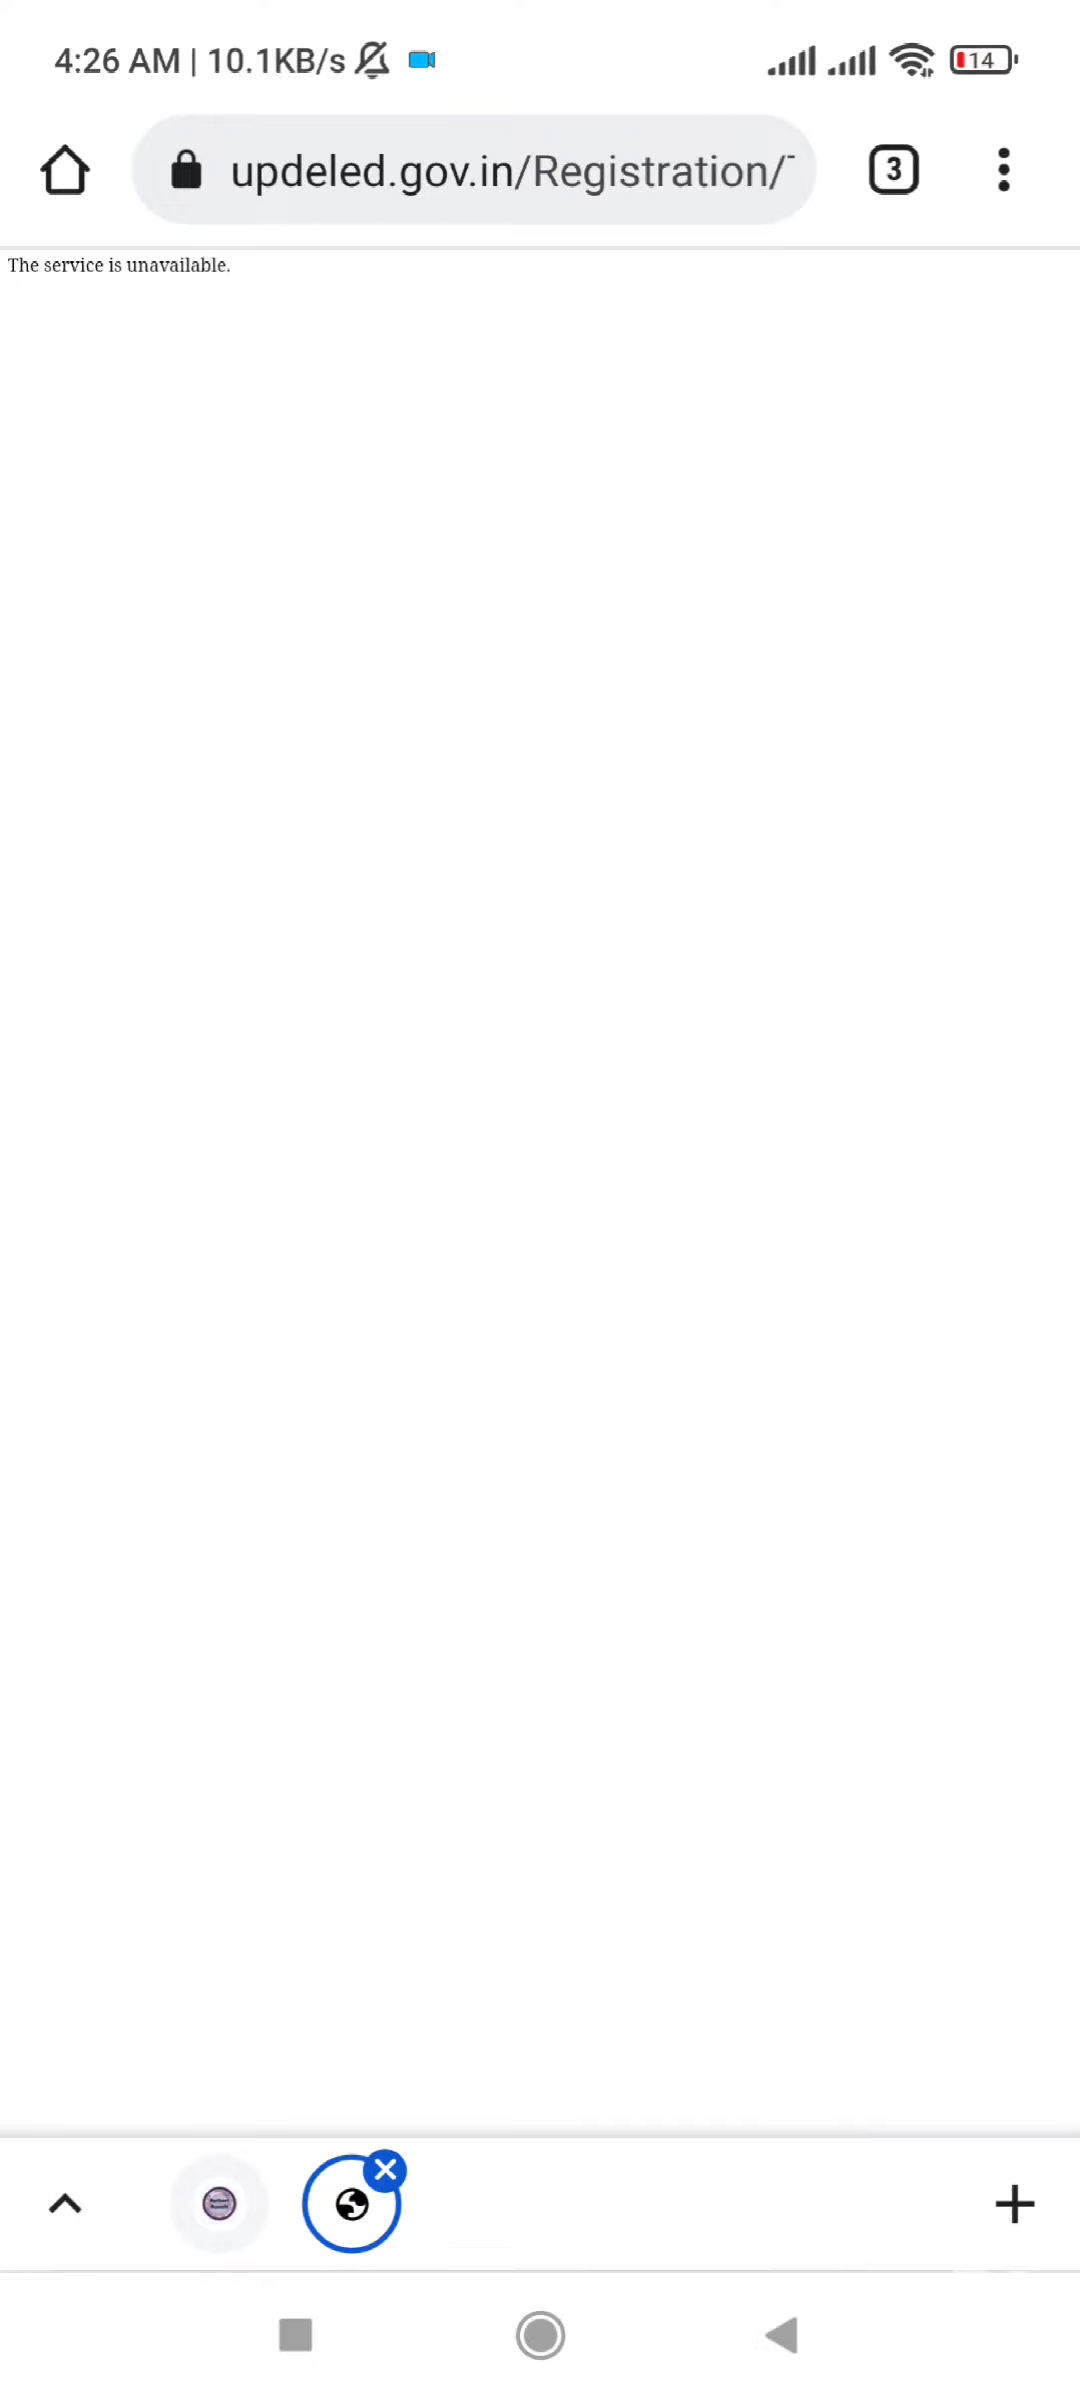 4:26 AM | 10.1KB/s 14
updeled.gov.in/Registration/ 3
The service is unavailable.